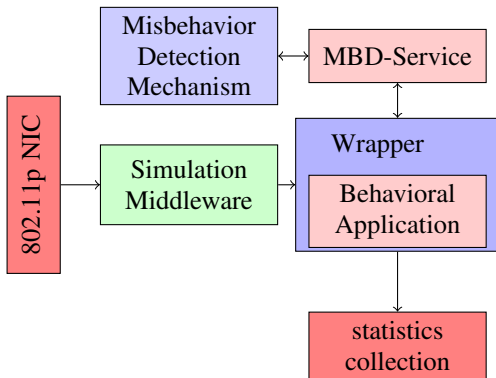 Misbehavior
Detection
Mechanism
MBD-Service
802.11p NIC
Simulation
Middleware
Wrapper
Behavioral
Application
statistics
collection